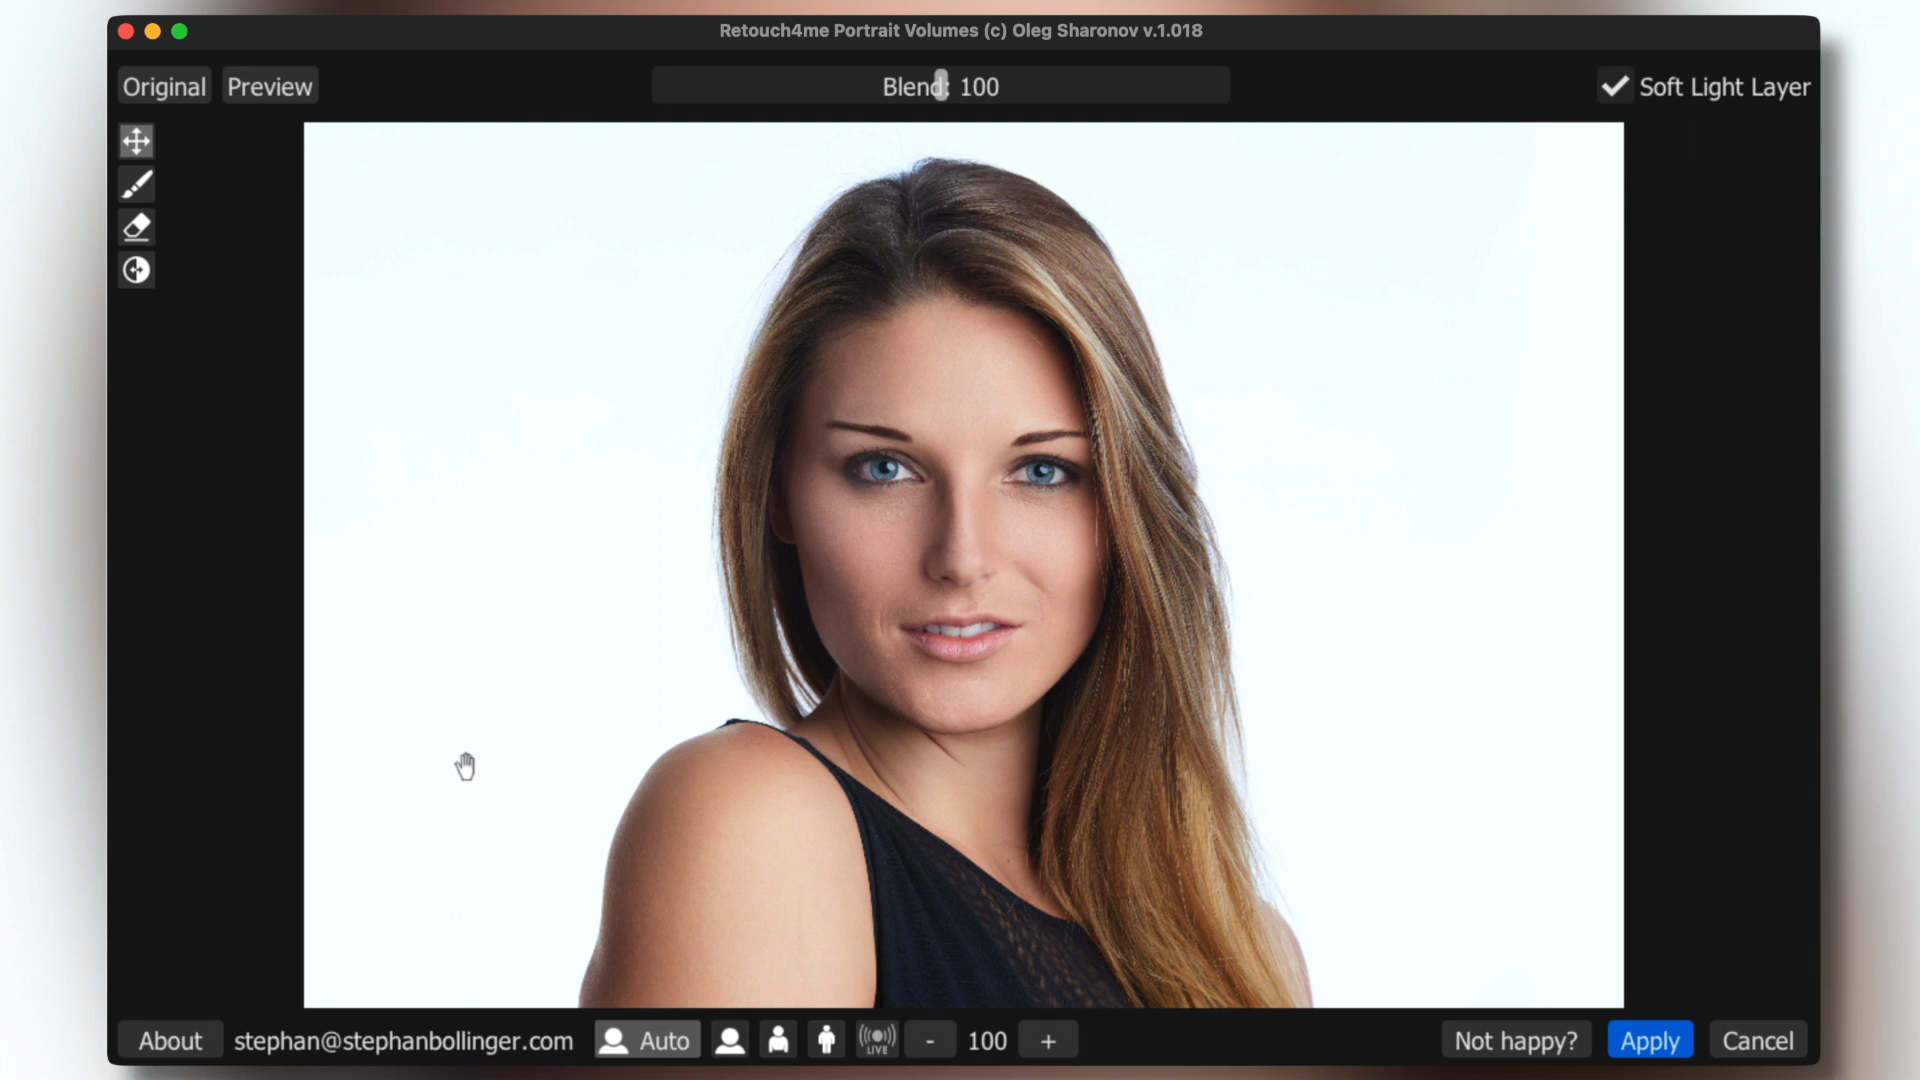 Retouch4me Portrait Volumes (c) Oleg Sharonov v.1.018
Original Preview Blend: 100 Soft Light Layer
About stephan@stephanbollinger.com Auto LIVE - 100 + Not happy? Apply Cancel